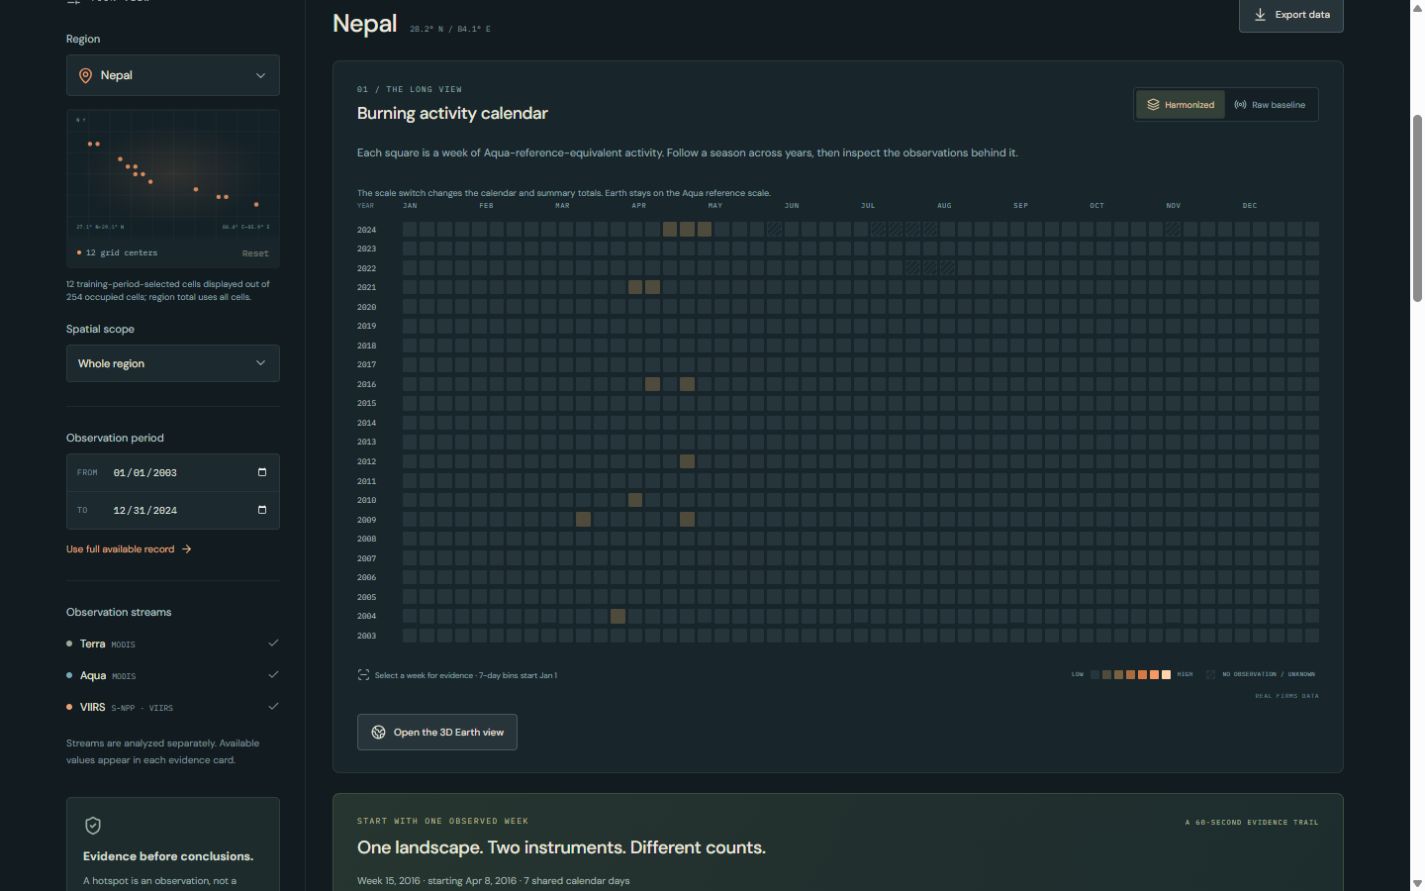 Region
Nepal
N ↑
12 grid centers
Reset
12 training-period-selected cells displayed out of
254 occupied cells; region total uses all cells.
Spatial scope
Whole region
Observation period
FROM 01/01/2003
TO 12/31/2024
Use full available record →
Observation streams
Terra MODIS
Aqua MODIS
VIIRS S-NPP · VIIRS
Streams are analyzed separately. Available
values appear in each evidence card.
Evidence before conclusions.
A hotspot is an observation, not a
Nepal 28.2° N / 84.1° E
Export data
01 / THE LONG VIEW
Burning activity calendar
Harmonized
Raw baseline
Each square is a week of Aqua-reference-equivalent activity. Follow a season across years, then inspect the observations behind it.
The scale switch changes the calendar and summary totals. Earth stays on the Aqua reference scale.
YEAR JAN FEB MAR APR MAY JUN JUL AUG SEP OCT NOV DEC
2024
2023
2022
2021
2020
2019
2018
2017
2016
2015
2014
2013
2012
2011
2010
2009
2008
2007
2006
2005
2004
2003
Select a week for evidence · 7-day bins start Jan 1
LOW HIGH NO OBSERVATION / UNKNOWN
REAL FIRMS DATA
Open the 3D Earth view
START WITH ONE OBSERVED WEEK
A 60-SECOND EVIDENCE TRAIL
One landscape. Two instruments. Different counts.
Week 15, 2016 · starting Apr 8, 2016 · 7 shared calendar days